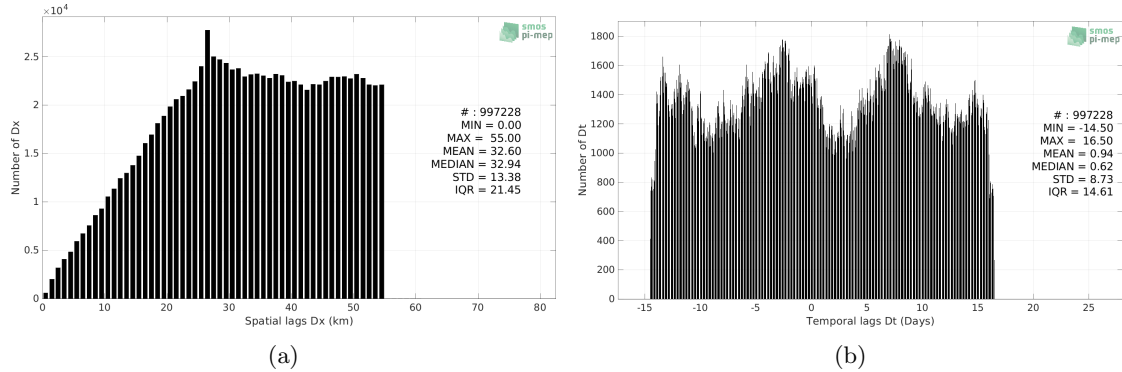 ×10⁴
2.5
2
1.5
1
0.5
0
Number of Dx
0 10 20 30 40 50 60 70 80
Spatial lags Dx (km)
smos
pi-mep
# : 997228
MIN = 0.00
MAX = 55.00
MEAN = 32.60
MEDIAN = 32.94
STD = 13.38
IQR = 21.45
(a)
1800
1600
1400
1200
1000
800
600
400
200
0
Number of Dt
-15 -10 -5 0 5 10 15 20 25
Temporal lags Dt (Days)
smos
pi-mep
# : 997228
MIN = -14.50
MAX = 16.50
MEAN = 0.94
MEDIAN = 0.62
STD = 8.73
IQR = 14.61
(b)